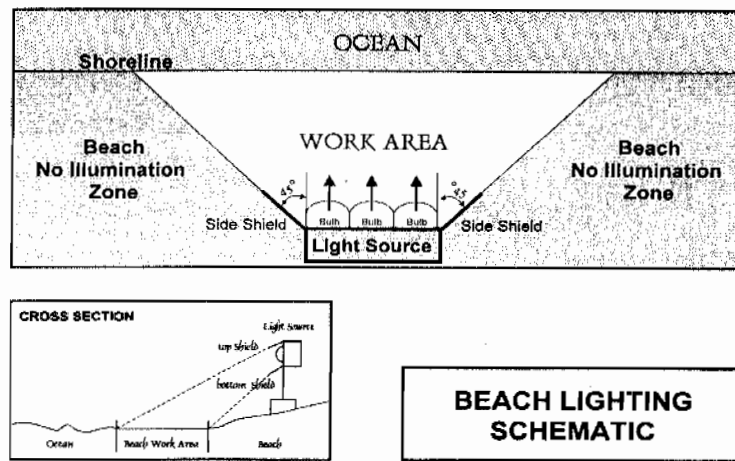 OCEAN
Shoreline
WORK AREA
Beach
No Illumination
Zone
Beach
No Illumination
Zone
45°
45°
Side Shield
Bulb
Bulb
Bulb
Side Shield
Light Source
CROSS SECTION
Light Source
top shield
bottom shield
Ocean
Beach Work Area
Beach
BEACH LIGHTING
SCHEMATIC